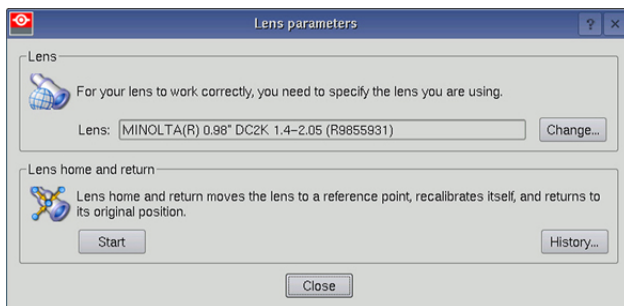 Lens parameters
?
×
Lens
For your lens to work correctly, you need to specify the lens you are using.
Lens: MINOLTA(R) 0.98" DC2K 1.4-2.05 (R9855931) Change...
Lens home and return
Lens home and return moves the lens to a reference point, recalibrates itself, and returns to
its original position.
Start History...
Close